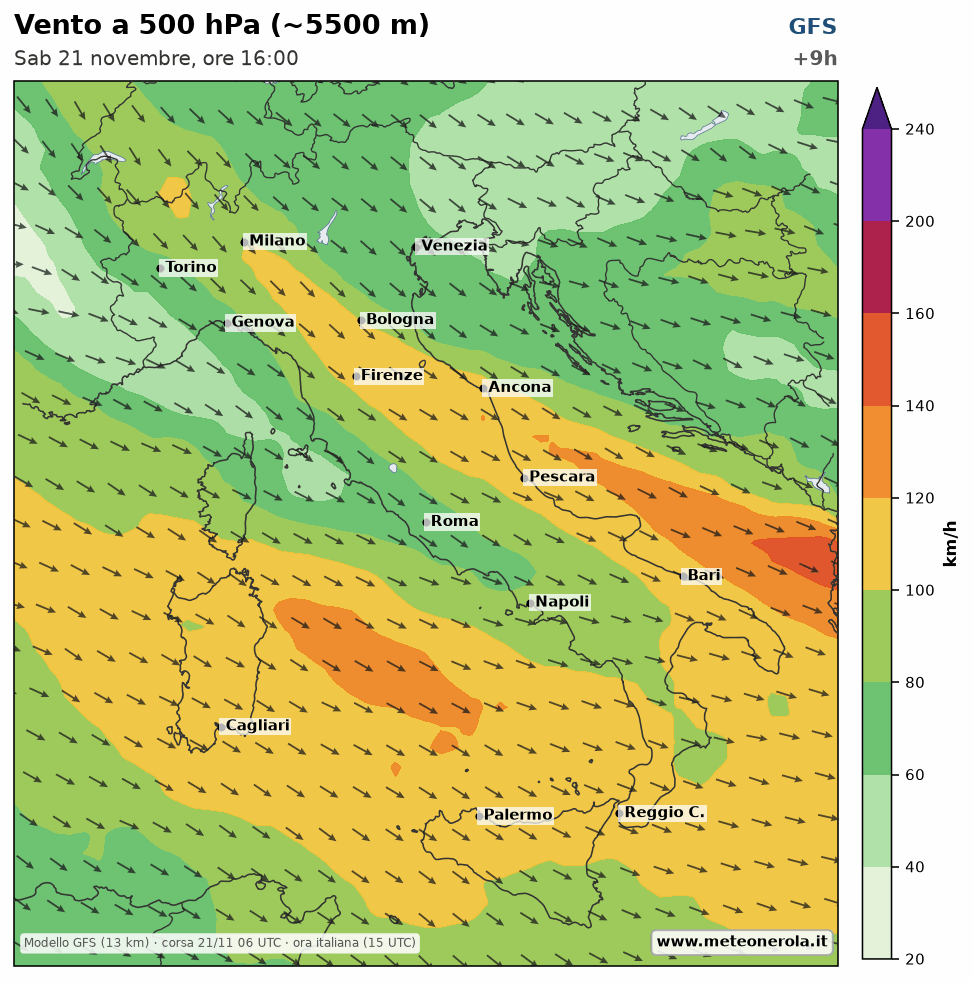 Vento a 500 hPa (~5500 m)
GFS
Sab 21 novembre, ore 16:00
+9h
Milano
Venezia
Torino
Genova
Bologna
Firenze
Ancona
Pescara
Roma
Bari
Napoli
Cagliari
Palermo
Reggio C.
240
200
160
140
120
100
80
60
40
20
km/h
Modello GFS (13 km) · corsa 21/11 06 UTC · ora italiana (15 UTC)
www.meteonerola.it